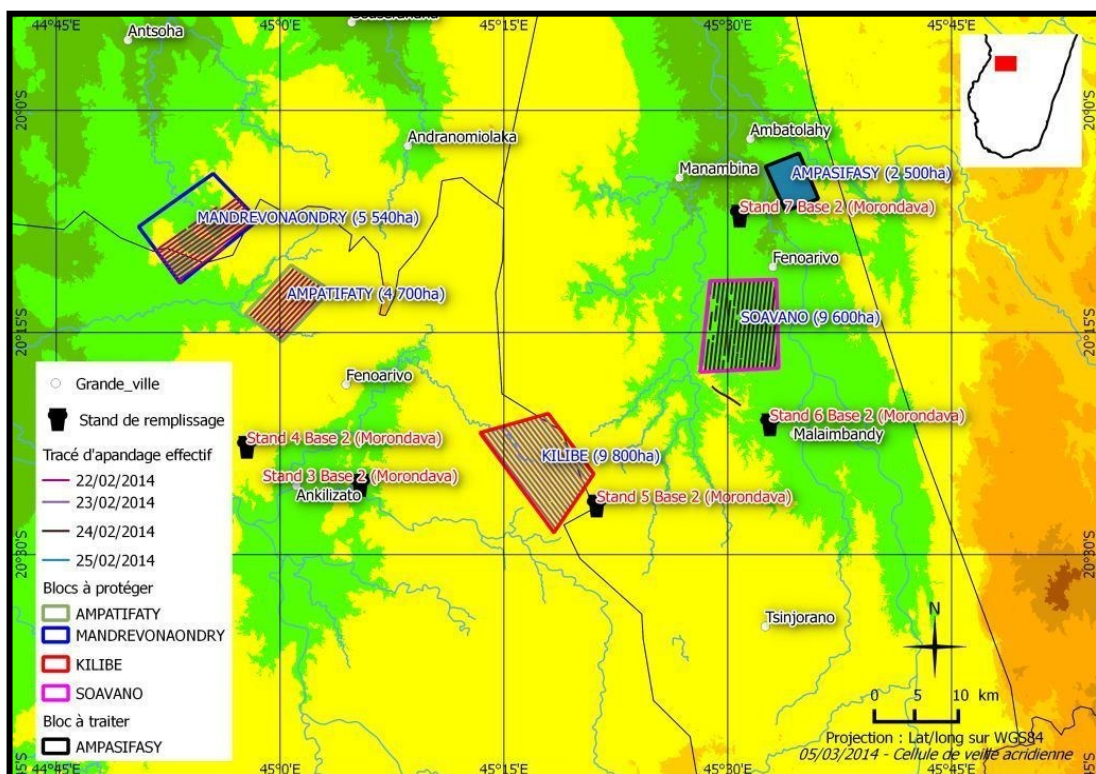 44°45'E
45°0'E
45°15'E
45°30'E
45°45'E
Antsoha
20°0'S
20°0'S
Ambatolahy
Andranomiolaka
Manambina
AMPASIFASY (2 500ha)
Stand 7 Base 2 (Morondava)
MANDREVONAONDRY (5 540ha)
Fenoarivo
AMPATIFATY (4 700ha)
SOAVANO (9 600ha)
20°15'S
20°15'S
Fenoarivo
Stand 6 Base 2 (Morondava)
Malaimbandy
Stand 4 Base 2 (Morondava)
KILIBE (9 800ha)
Stand 3 Base 2 (Morondava)
Ankilizato
Stand 5 Base 2 (Morondava)
20°30'S
Tsinjorano
Grande_ville
Stand de remplissage
Tracé d'apandage effectif
22/02/2014
23/02/2014
24/02/2014
25/02/2014
Blocs à protéger
AMPATIFATY
MANDREVONAONDRY
KILIBE
SOAVANO
Bloc à traiter
AMPASIFASY
N
0 5 10 km
Projection : Lat/long sur WGS84
05/03/2014 - Cellule de veille acridienne
44°45'E
45°0'E
45°15'E
45°30'E
45°45'E